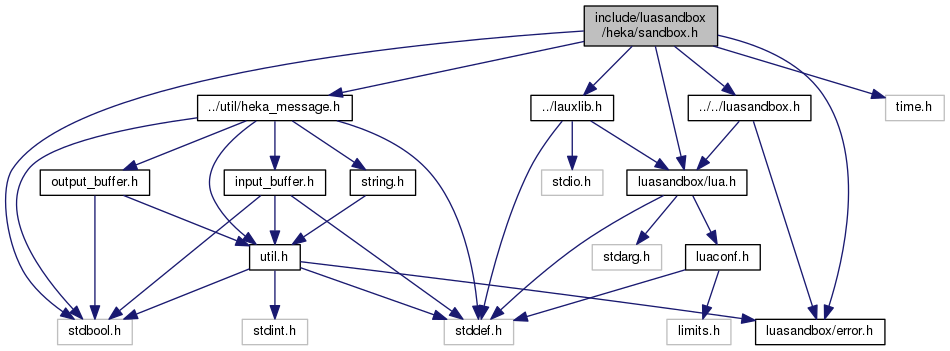 include/luasandbox
/heka/sandbox.h
../util/heka_message.h
../lauxlib.h
../../luasandbox.h
time.h
output_buffer.h
input_buffer.h
string.h
stdio.h
luasandbox/lua.h
util.h
stdarg.h
luaconf.h
stdbool.h
stdint.h
stddef.h
limits.h
luasandbox/error.h